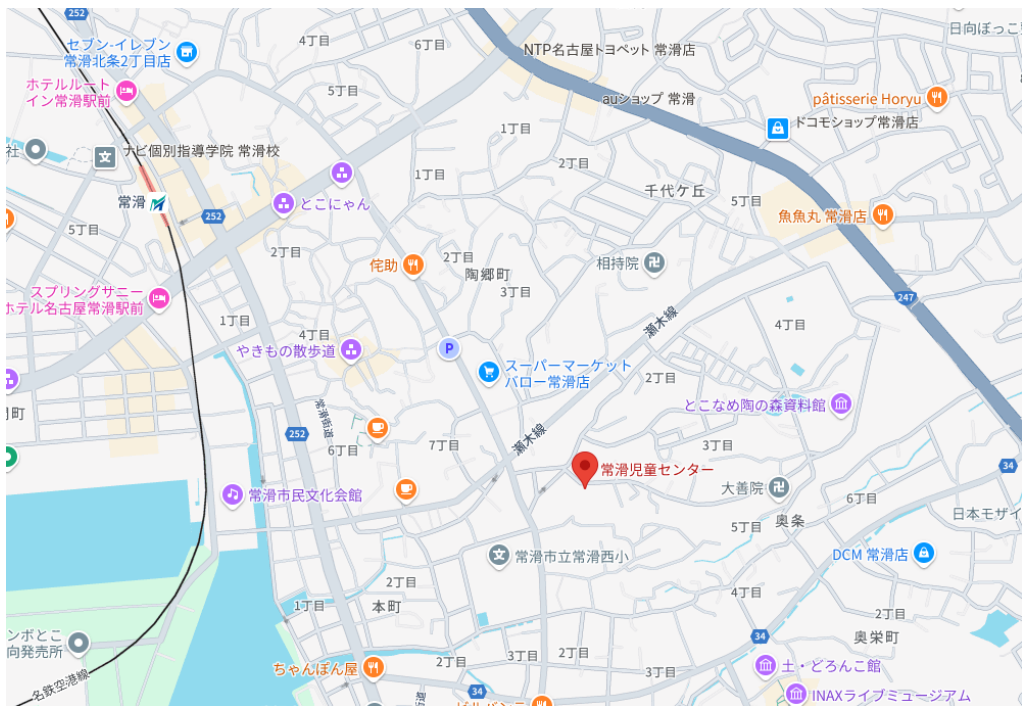 252
セブン-イレブン
常滑北条2丁目店
4丁目
6丁目
日向ぼっこ
NTP名古屋トヨペット 常滑店
ホテルルート
イン常滑駅前
5丁目
auショップ 常滑
pâtisserie Horyu
ドコモショップ常滑店
1丁目
社
ナビ個別指導学院 常滑校
1丁目
2丁目
千代ケ丘
5丁目
常滑
252
とこにゃん
魚魚丸 常滑店
5丁目
2丁目
侘助
2丁目
陶郷町
3丁目
相持院
スプリングサニー
ホテル名古屋常滑駅前
247
1丁目
4丁目
瀬木線
4丁目
やきもの散歩道
P
スーパーマーケット
バロー常滑店
2丁目
とこなめ陶の森資料館
常滑街道
252
6丁目
7丁目
瀬木線
3丁目
34
常滑児童センター
常滑市民文化会館
大善院
6丁目
奥条
5丁目
日本モザイ
常滑市立常滑西小
DCM 常滑店
2丁目
1丁目
本町
4丁目
2丁目
奥栄町
34
ンボとこ
向発売所
ちゃんぽん屋
2丁目
3丁目
2丁目
3丁目
土・どろんこ館
名鉄空港線
34
INAXライブミュージアム